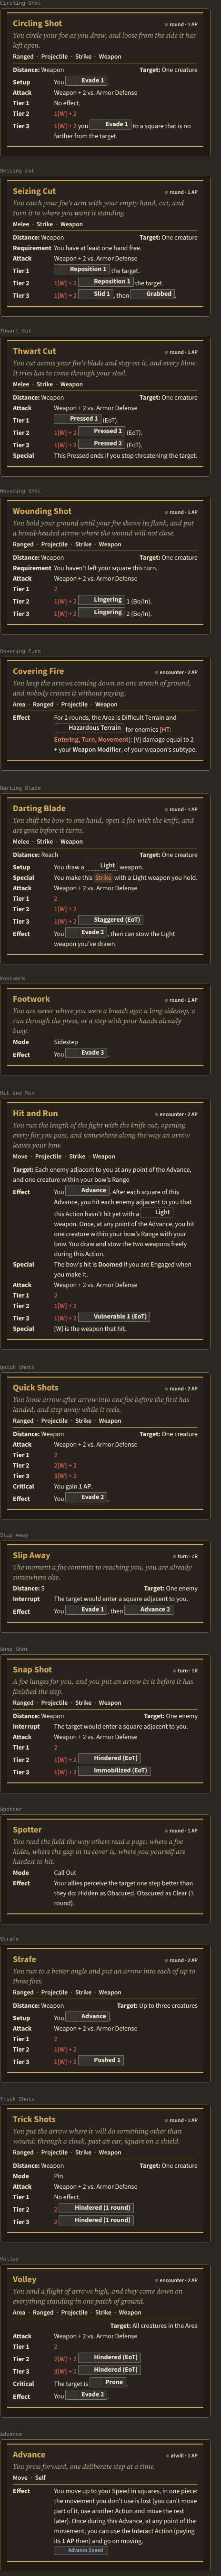 Circling Shot
Circling Shot
round · 1 AP
You circle your foe as you draw, and loose from the side it has
left open.
Ranged · Projectile · Strike · Weapon
Distance: Weapon Target: One creature
Setup You Evade 1.
Attack Weapon + 2 vs. Armor Defense
Tier 1 No effect.
Tier 2 1[W] + 2
Tier 3 1[W] + 2 you Evade 1 to a square that is no
farther from the target.
Seizing Cut
Seizing Cut
round · 1 AP
You catch your foe's arm with your empty hand, cut, and
turn it to where you want it standing.
Melee · Strike · Weapon
Distance: Weapon Target: One creature
Requirement You have at least one hand free.
Attack Weapon + 2 vs. Armor Defense
Tier 1 Reposition 1 the target.
Tier 2 1[W] + 2 Reposition 1 the target.
Tier 3 1[W] + 2 Slid 1, then Grabbed.
Thwart Cut
Thwart Cut
round · 1 AP
You cut across your foe's blade and stay on it, and every blow
it tries has to come through your steel.
Melee · Strike · Weapon
Distance: Weapon Target: One creature
Attack Weapon + 2 vs. Armor Defense
Tier 1 Pressed 1 (EoT).
Tier 2 1[W] + 2 Pressed 1 (EoT).
Tier 3 1[W] + 2 Pressed 2 (EoT).
Special This Pressed ends if you stop threatening the target.
Wounding Shot
Wounding Shot
round · 1 AP
You hold your ground until your foe shows its flank, and put
a broad-headed arrow where the wound will not close.
Ranged · Projectile · Strike · Weapon
Distance: Weapon Target: One creature
Requirement You haven't left your square this turn.
Attack Weapon + 2 vs. Armor Defense
Tier 1 2
Tier 2 1[W] + 2 Lingering 1 (Bo/In).
Tier 3 1[W] + 2 Lingering 2 (Bo/In).
Covering Fire
Covering Fire
encounter · 2 AP
You keep the arrows coming down on one stretch of ground,
and nobody crosses it without paying.
Area · Ranged · Projectile · Weapon
Effect For 2 rounds, the Area is Difficult Terrain and
Hazardous Terrain for enemies [HT:
Entering, Turn, Movement]: [V] damage equal to 2
+ your Weapon Modifier, of your weapon's subtype.
Darting Blade
Darting Blade
round · 1 AP
You shift the bow to one hand, open a foe with the knife, and
are gone before it turns.
Melee · Strike · Weapon
Distance: Reach Target: One creature
Setup You draw a Light weapon.
Special You make this Strike with a Light weapon you hold.
Attack Weapon + 2 vs. Armor Defense
Tier 1 2
Tier 2 1[W] + 2
Tier 3 1[W] + 2 Staggered (EoT)
Effect You Evade 2, then can stow the Light
weapon you've drawn.
Footwork
Footwork
round · 1 AP
You are never where you were a breath ago: a long sidestep, a
run through the press, or a step with your hands already
busy.
Mode Sidestep
Effect You Evade 3.
Hit and Run
Hit and Run
encounter · 2 AP
You run the length of the fight with the knife out, opening
every foe you pass, and somewhere along the way an arrow
leaves your bow.
Move · Projectile · Strike · Weapon
Target: Each enemy adjacent to you at any point of the Advance,
and one creature within your bow's Range
Effect You Advance. After each square of this
Advance, you hit each enemy adjacent to you that
this Action hasn't hit yet with a Light
weapon. Once, at any point of the Advance, you hit
one creature within your bow's Range with your
bow. You draw and stow the two weapons freely
during this Action.
Special The bow's hit is Doomed if you are Engaged when
you make it.
Attack Weapon + 2 vs. Armor Defense
Tier 1 2
Tier 2 1[W] + 2
Tier 3 1[W] + 2 Vulnerable 1 (EoT)
Special [W] is the weapon that hit.
Quick Shots
Quick Shots
round · 2 AP
You loose arrow after arrow into one foe before the first has
landed, and step away while it reels.
Ranged · Projectile · Strike · Weapon
Distance: Weapon Target: One creature
Attack Weapon + 2 vs. Armor Defense
Tier 1 2
Tier 2 2[W] + 2
Tier 3 3[W] + 2
Critical You gain 1 AP.
Effect You Evade 2.
Slip Away
Slip Away
turn · 1R
The moment a foe commits to reaching you, you are already
somewhere else.
Distance: 5 Target: One enemy
Interrupt The target would enter a square adjacent to you.
Effect You Evade 2, then Advance 2.
Snap Shot
Snap Shot
turn · 1R
A foe lunges for you, and you put an arrow in it before it has
finished the step.
Ranged · Projectile · Strike · Weapon
Distance: Weapon Target: One enemy
Interrupt The target would enter a square adjacent to you.
Attack Weapon + 2 vs. Armor Defense
Tier 1 2
Tier 2 1[W] + 2 Hindered (EoT)
Tier 3 1[W] + 2 Immobilized (EoT)
Spotter
Spotter
round · 1 AP
You read the field the way others read a page: where a foe
hides, where the gap in its cover is, where you yourself are
hardest to hit.
Mode Call Out
Effect Your allies perceive the target one step better than
they do: Hidden as Obscured, Obscured as Clear (1
round).
Strafe
Strafe
round · 2 AP
You run to a better angle and put an arrow into each of up to
three foes.
Ranged · Projectile · Strike · Weapon
Distance: Weapon Target: Up to three creatures
Setup You Advance.
Attack Weapon + 2 vs. Armor Defense
Tier 1 2
Tier 2 1[W] + 2
Tier 3 1[W] + 2 Pushed 1
Trick Shots
Trick Shots
round · 1 AP
You put the arrow where it will do something other than
wound: through a cloak, past an ear, square on a shield.
Ranged · Projectile · Strike · Weapon
Distance: Weapon Target: One creature
Mode Pin
Attack Weapon + 2 vs. Armor Defense
Tier 1 No effect.
Tier 2 2 Hindered (1 round)
Tier 3 2 Hindered (1 round)
Volley
Volley
encounter · 2 AP
You send a flight of arrows high, and they come down on
everything standing in one patch of ground.
Area · Ranged · Projectile · Strike · Weapon
Target: All creatures in the Area
Attack Weapon + 2 vs. Armor Defense
Tier 1 2
Tier 2 2[W] + 2 Hindered (EoT)
Tier 3 3[W] + 2 Hindered (EoT)
Critical The target is Prone.
Effect You Evade 2.
Advance
Advance
atwill · 1 AP
You press forward, one deliberate step at a time.
Move · Self
Effect You move up to your Speed in squares, in one piece:
the movement you don't use is lost (you can't move
part of it, use another Action and move the rest
later). Once during this Advance, at any point of the
movement, you can use the Interact Action (paying
its 1 AP then) and go on moving.
Advance Speed